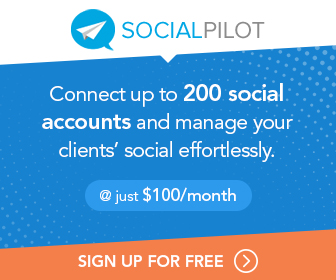 SOCIALPILOT
Connect up to 200 social
accounts and manage your
clients' social effortlessly.
@ just $100/month
SIGN UP FOR FREE